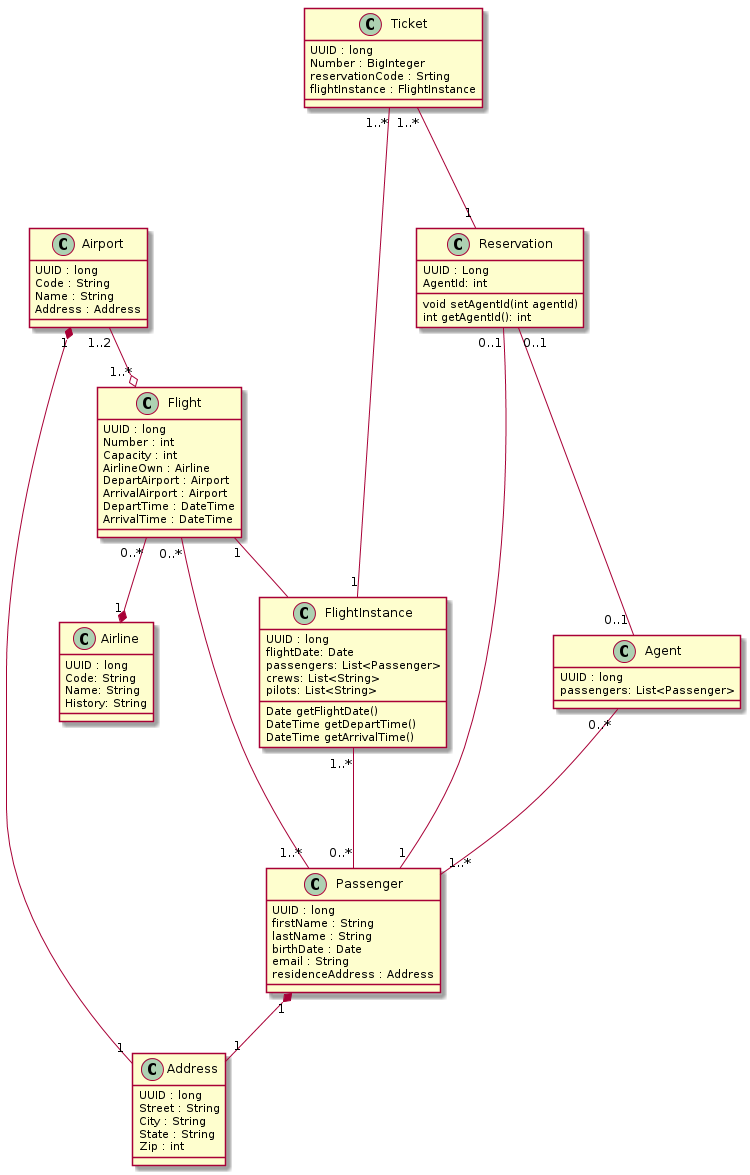 C Ticket
UUID : long
Number : BigInteger
reservationCode : Srting
flightInstance : FlightInstance
1..* 1..*
1
C Airport
UUID : long
Code : String
Name : String
Address : Address
1 1..2
1..*
C Reservation
UUID : Long
AgentId: int
void setAgentId(int agentId)
int getAgentId(): int
0..1 0..1
C Flight
UUID : long
Number : int
Capacity : int
AirlineOwn : Airline
DepartAirport : Airport
ArrivalAirport : Airport
DepartTime : DateTime
ArrivalTime : DateTime
0..* 0..* 1
1
1
0..1
C Airline
UUID : long
Code: String
Name: String
History: String
C FlightInstance
UUID : long
flightDate: Date
passengers: List<Passenger>
crews: List<String>
pilots: List<String>
Date getFlightDate()
DateTime getDepartTime()
DateTime getArrivalTime()
1..*
C Agent
UUID : long
passengers: List<Passenger>
0..*
1..* 0..* 1 1..*
C Passenger
UUID : long
firstName : String
lastName : String
birthDate : Date
email : String
residenceAddress : Address
1
1 1
C Address
UUID : long
Street : String
City : String
State : String
Zip : int